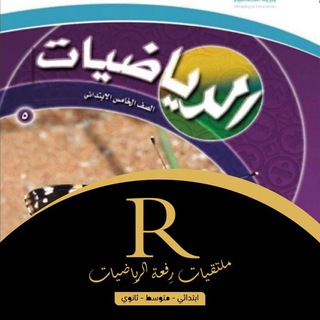 الرياضيات
الصف الخامس الابتدائي
٥
R
ملتقيات رفعة الرياضيات
ابتدائي - متوسط - ثانوي